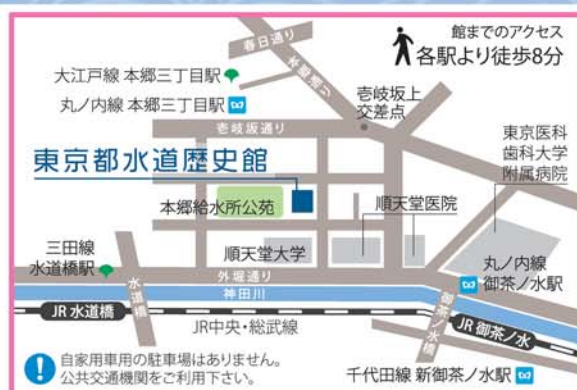 館までのアクセス
各駅より徒歩8分
春日通り
本郷通り
大江戸線 本郷三丁目駅
丸ノ内線 本郷三丁目駅
壱岐坂上
交差点
壱岐坂通り
東京医科
歯科大学
附属病院
東京都水道歴史館
本郷給水所公苑
順天堂医院
三田線
水道橋駅
順天堂大学
外堀通り
神田川
丸ノ内線
御茶ノ水駅
水道橋
御茶ノ水橋
JR 水道橋
JR中央・総武線
JR 御茶ノ水
自家用車用の駐車場はありません。
公共交通機関をご利用下さい。
千代田線 新御茶ノ水駅